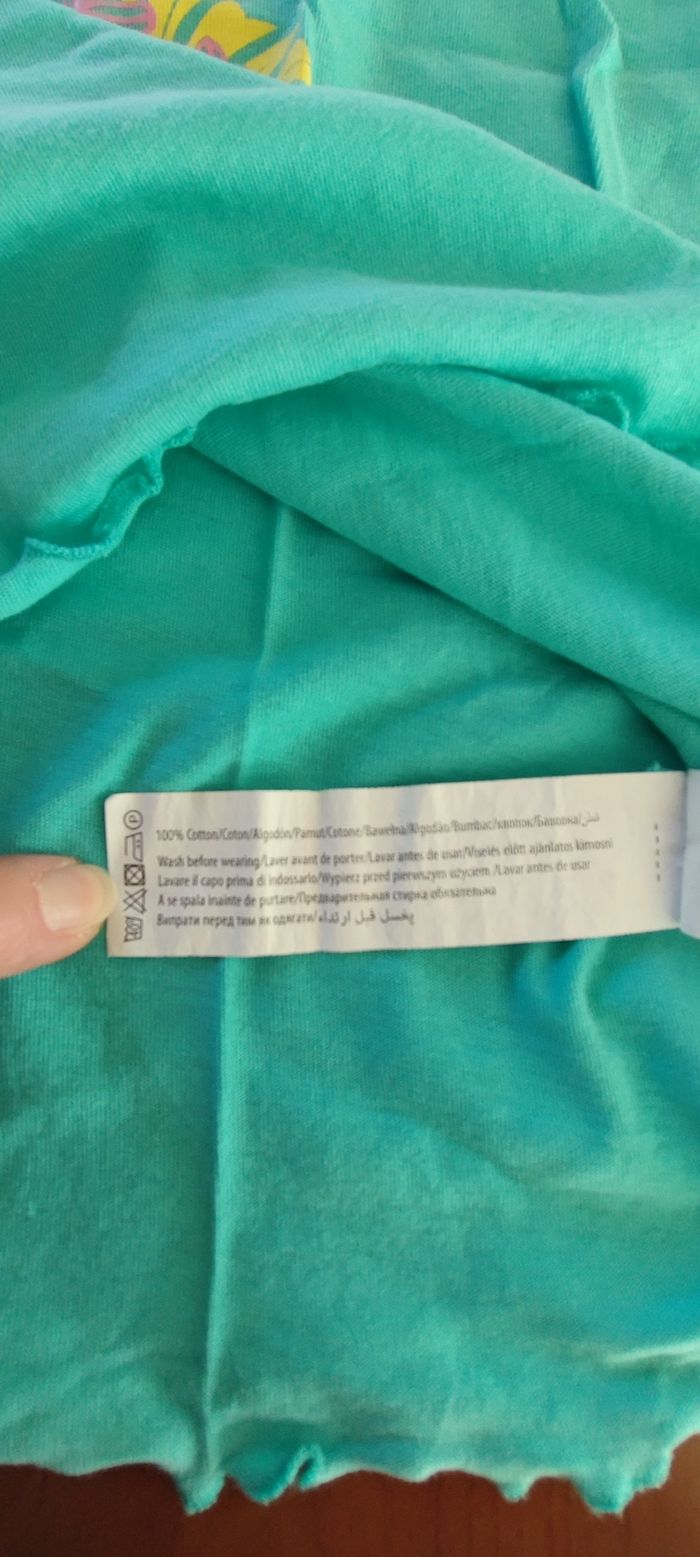 100% Cotton/Coton/Algodón/Pamut/Cotone/Bawełna/Algodão/Bumbac/хлопок/Бавовна/قطن
Wash before wearing/Laver avant de porter/Lavar antes de usar/Viselés előtt ajánlatos kimosni
Lavare il capo prima di indossarlo/Wypierz przed pierwszym użyciem /Lavar antes de usar
A se spala inainte de purtare/Предварительная стирка обязательна
Випрати перед тим як одягати/يغسل قبل ارتداء